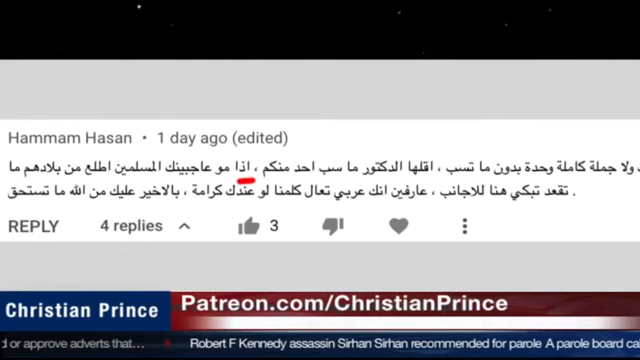 Hammam Hasan • 1 day ago (edited)
ك ولا جملة كاملة وحدة بدون ما تسب ، اقلها الدكتور ما سب احد منكم ، اذا مو عاجبينك المسلمين اطلع من بلادهم ما
تقعد تبكي هنا للاجانب ، عارفين انك عربي تعال كلمنا لو عندك كرامة ، بالاخير عليك من الله ما تستحق .
REPLY 4 replies 3
Christian Prince
Patreon.com/ChristianPrince
d or approve adverts that... Robert F Kennedy assassin Sirhan Sirhan recommended for parole A parole board ca